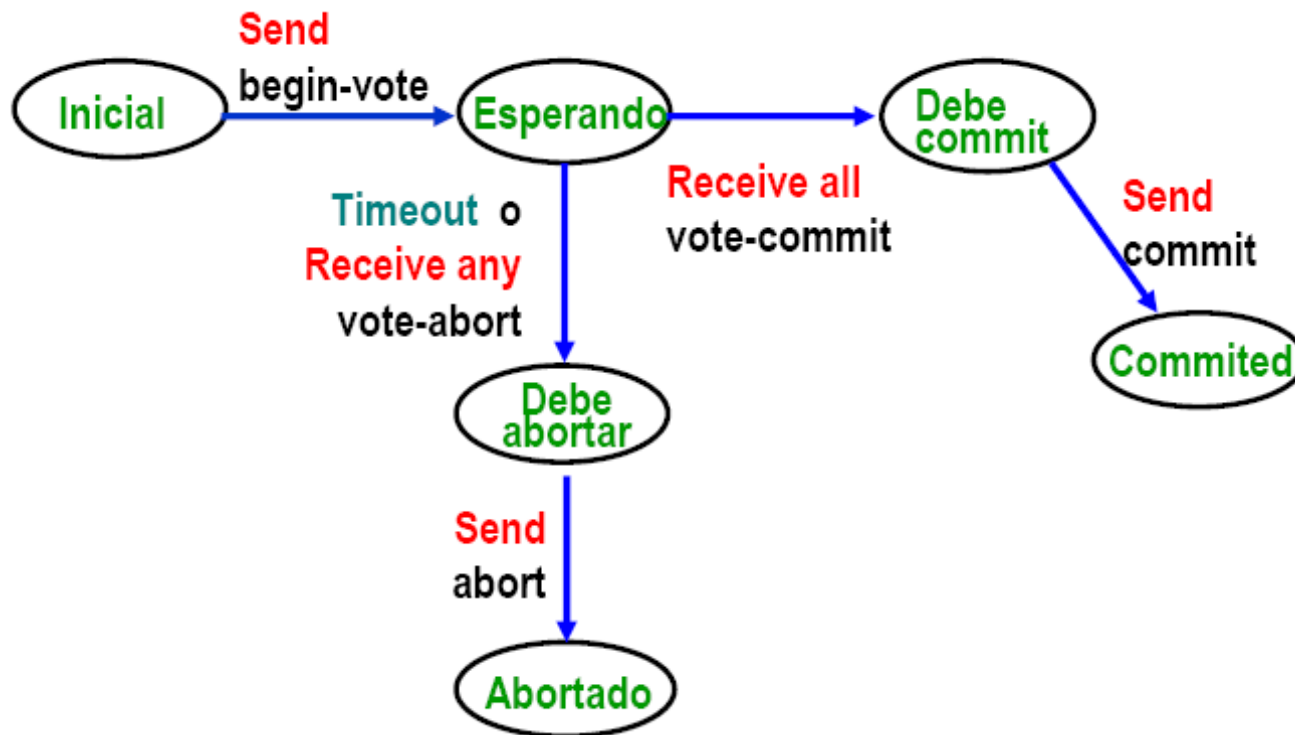 Send
begin-vote
Inicial
Esperando
Debe
commit
Timeout o
Receive any
vote-abort
Receive all
vote-commit
Send
commit
Commited
Debe
abortar
Send
abort
Abortado